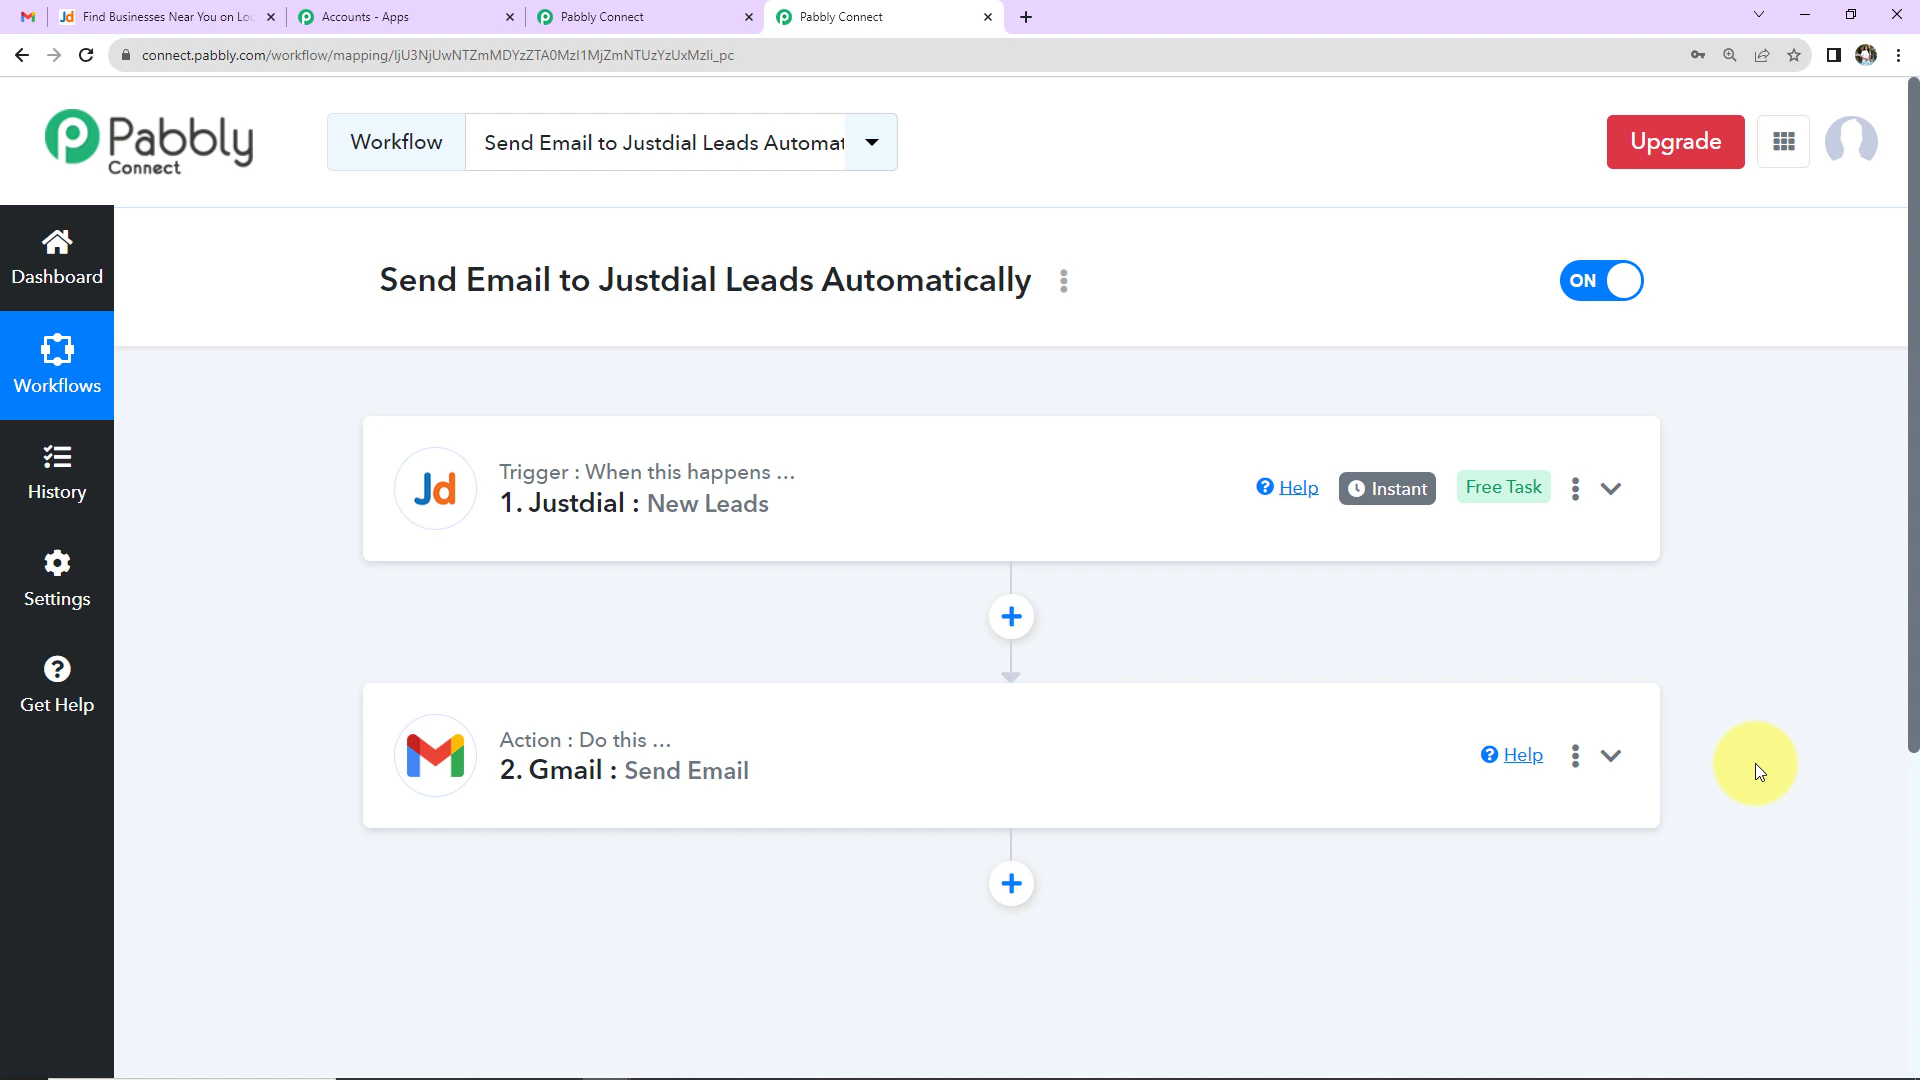 Find Businesses Near You on Loc
Accounts - Apps
Pabbly Connect
Pabbly Connect
connect.pabbly.com/workflow/mapping/
Pabbly
Connect
Workflow
Send Email to Justdial Leads Automat
Upgrade
Dashboard
Workflows
History
Settings
Get Help
Send Email to Justdial Leads Automatically
ON
Jd
Trigger : When this happens ...
1. Justdial : New Leads
Help
Instant
Free Task
Action : Do this ...
2. Gmail : Send Email
Help